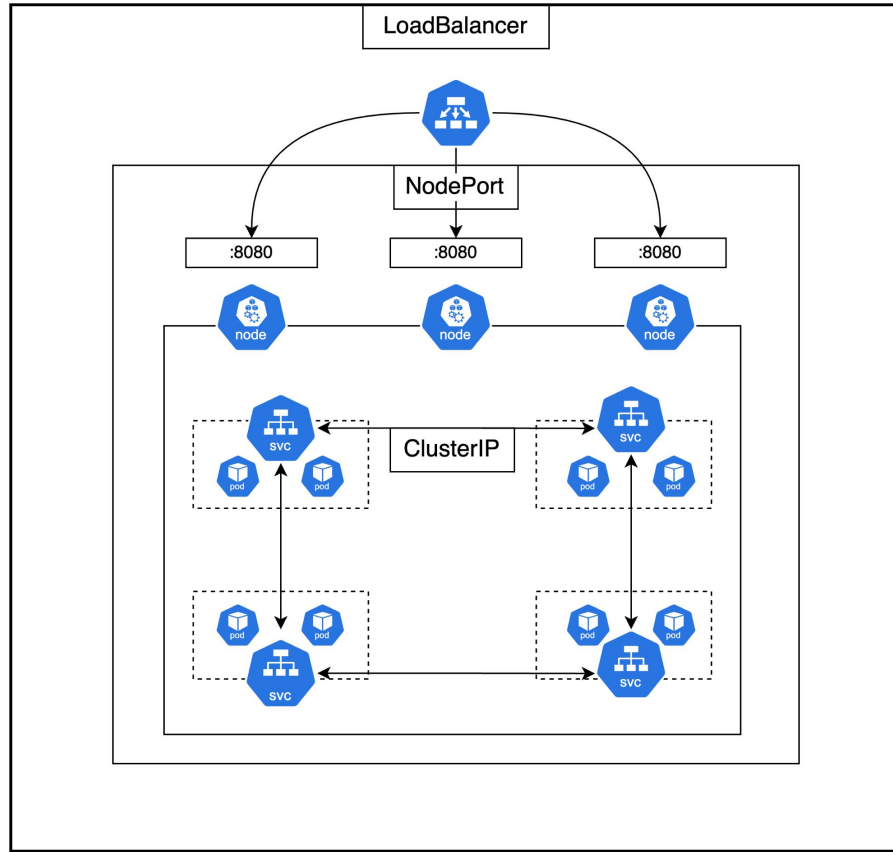 LoadBalancer
NodePort
:8080
:8080
:8080
node
node
node
svc
svc
ClusterIP
pod
pod
pod
pod
pod
pod
pod
pod
svc
svc